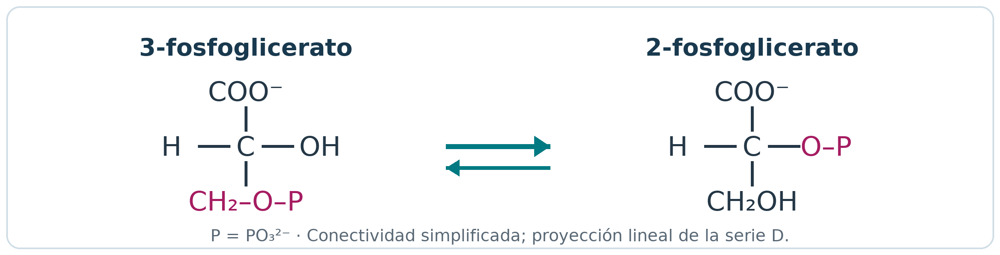 3-fosfoglicerato 2-fosfoglicerato
COO⁻ COO⁻
H C OH H C O–P
CH₂–O–P CH₂OH
P = PO₃²⁻ · Conectividad simplificada; proyección lineal de la serie D.